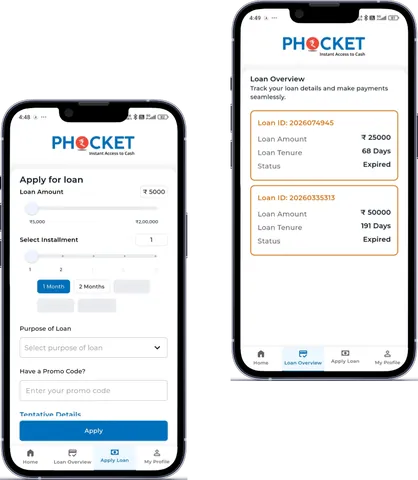 4:48
PHOCKET
Instant Access to Cash
Apply for loan
Loan Amount ₹ 5000
₹5,000 ₹2,00,000
Select Installment 1
1 2
1 Month 2 Months
Purpose of Loan
Select purpose of loan
Have a Promo Code?
Enter your promo code
Tentative Details
Apply
Home Loan Overview Apply Loan My Profile
4:49
PHOCKET
Instant Access to Cash
Loan Overview
Track your loan details and make payments
seamlessly.
Loan ID: 2026074945
Loan Amount ₹ 25000
Loan Tenure 68 Days
Status Expired
Loan ID: 20260335313
Loan Amount ₹ 50000
Loan Tenure 191 Days
Status Expired
Home Loan Overview Apply Loan My Profile